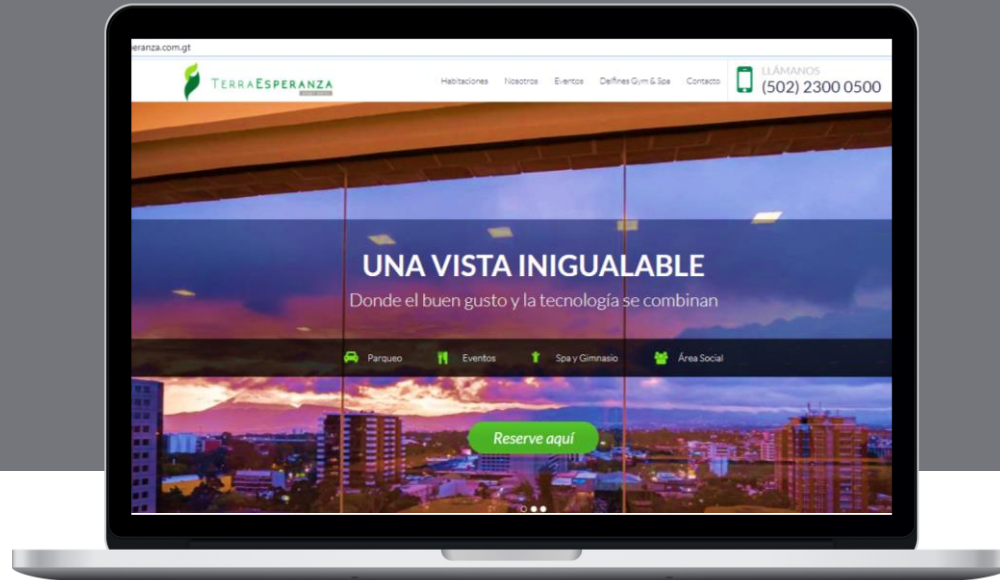 eranza.com.gt
TERRAESPERANZA
Habitaciones Nosotros Eventos Delfines Gym & Spa Contacto
LLÁMANOS
(502) 2300 0500
UNA VISTA INIGUALABLE
Donde el buen gusto y la tecnología se combinan
Parqueo Eventos Spa y Gimnasio Área Social
Reserve aquí